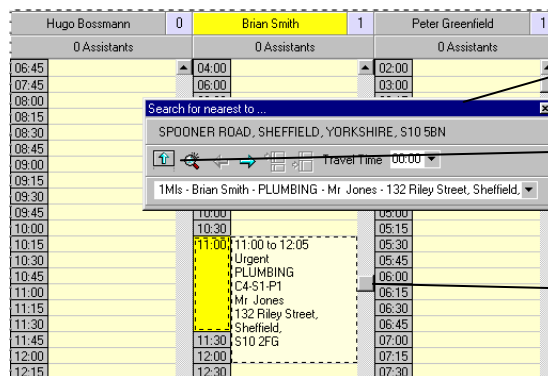 Hugo Bossmann 0 Brian Smith 1 Peter Greenfield 1
0 Assistants 0 Assistants 0 Assistants
06:45 04:00 02:00
07:45 06:00 03:00
08:00
Search for nearest to ...
08:15
SPOONER ROAD, SHEFFIELD, YORKSHIRE, S10 5BN
08:30
08:45
Travel Time 00:00
09:00
09:15
1Mls - Brian Smith - PLUMBING - Mr Jones - 132 Riley Street, Sheffield,
09:30
09:45 10:00 05:00
10:00 10:30 05:15
10:15 11:00 11:00 to 12:05 05:30
10:30 Urgent 05:45
10:45 PLUMBING 06:00
11:00 C4-S1-P1 06:15
11:15 Mr Jones 06:30
11:30 132 Riley Street, 06:45
Sheffield,
11:45 11:30 S10 2FG 07:00
12:00 12:00 07:15
12:15 12:30 07:30